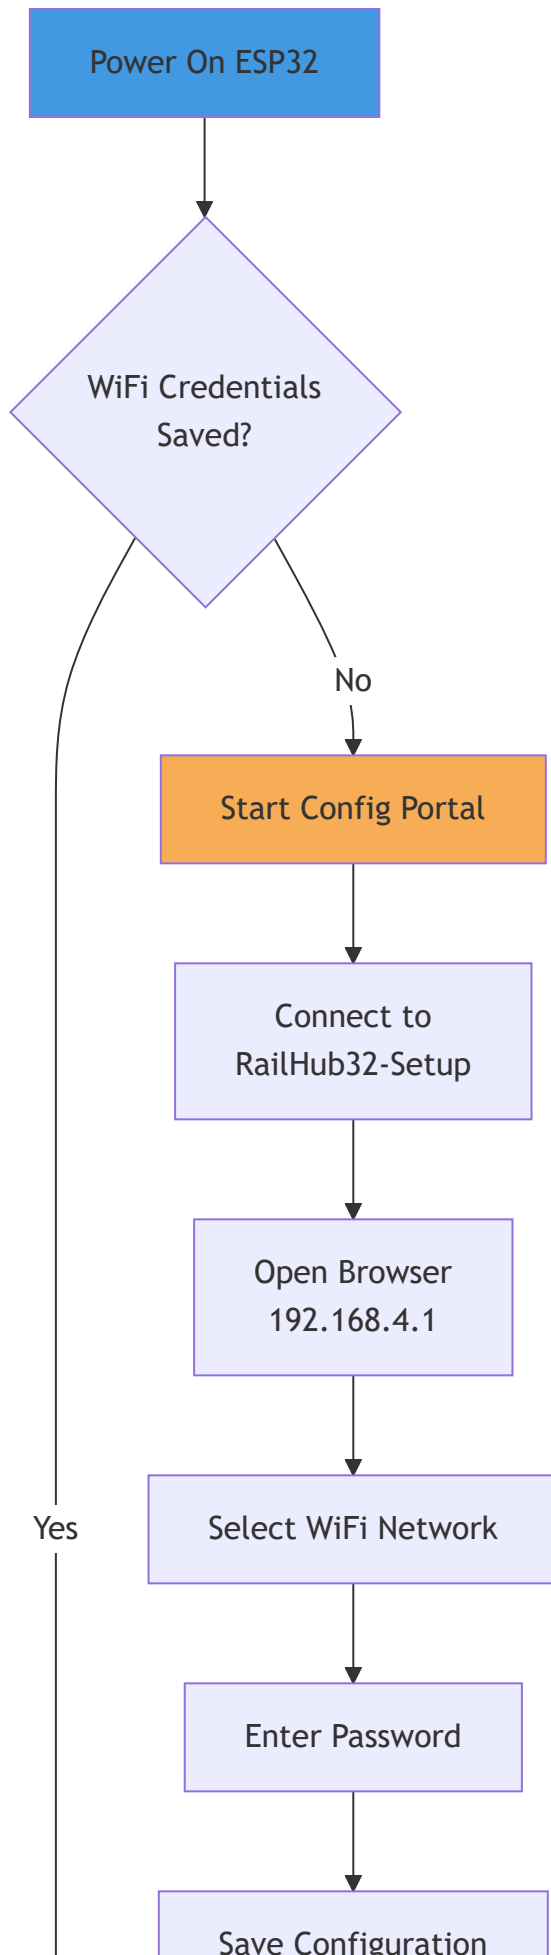 Power On ESP32
WiFi Credentials
Saved?
No
Start Config Portal
Connect to
RailHub32-Setup
Open Browser
192.168.4.1
Select WiFi Network
Yes
Enter Password
Save Configuration